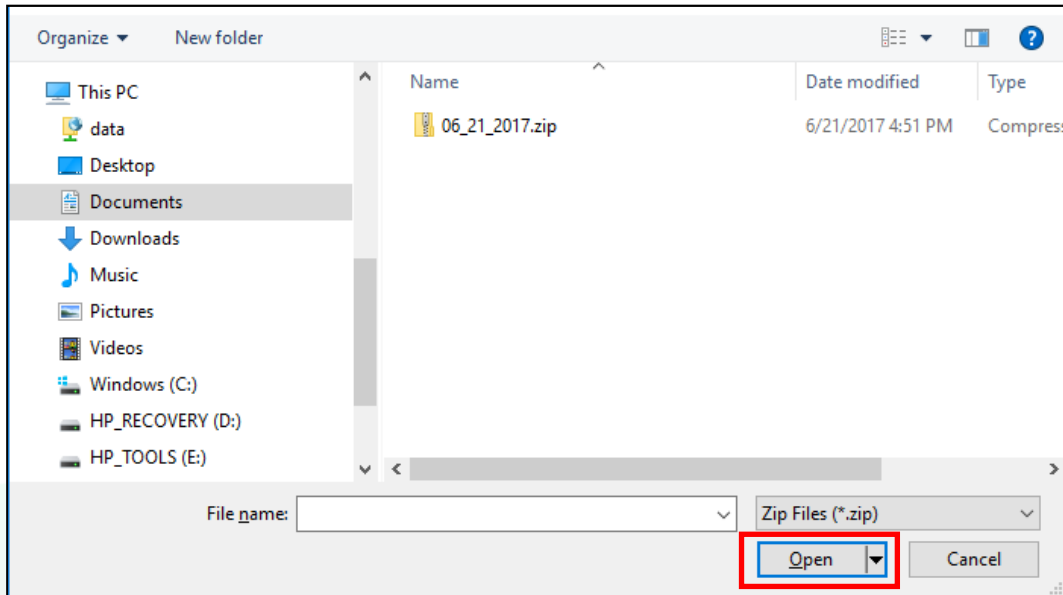 Organize New folder
Name Date modified Type
This PC
data
Desktop
Documents
Downloads
Music
Pictures
Videos
Windows (C:)
HP_RECOVERY (D:)
HP_TOOLS (E:)
06_21_2017.zip 6/21/2017 4:51 PM Compres
File name: Zip Files (*.zip)
Open Cancel